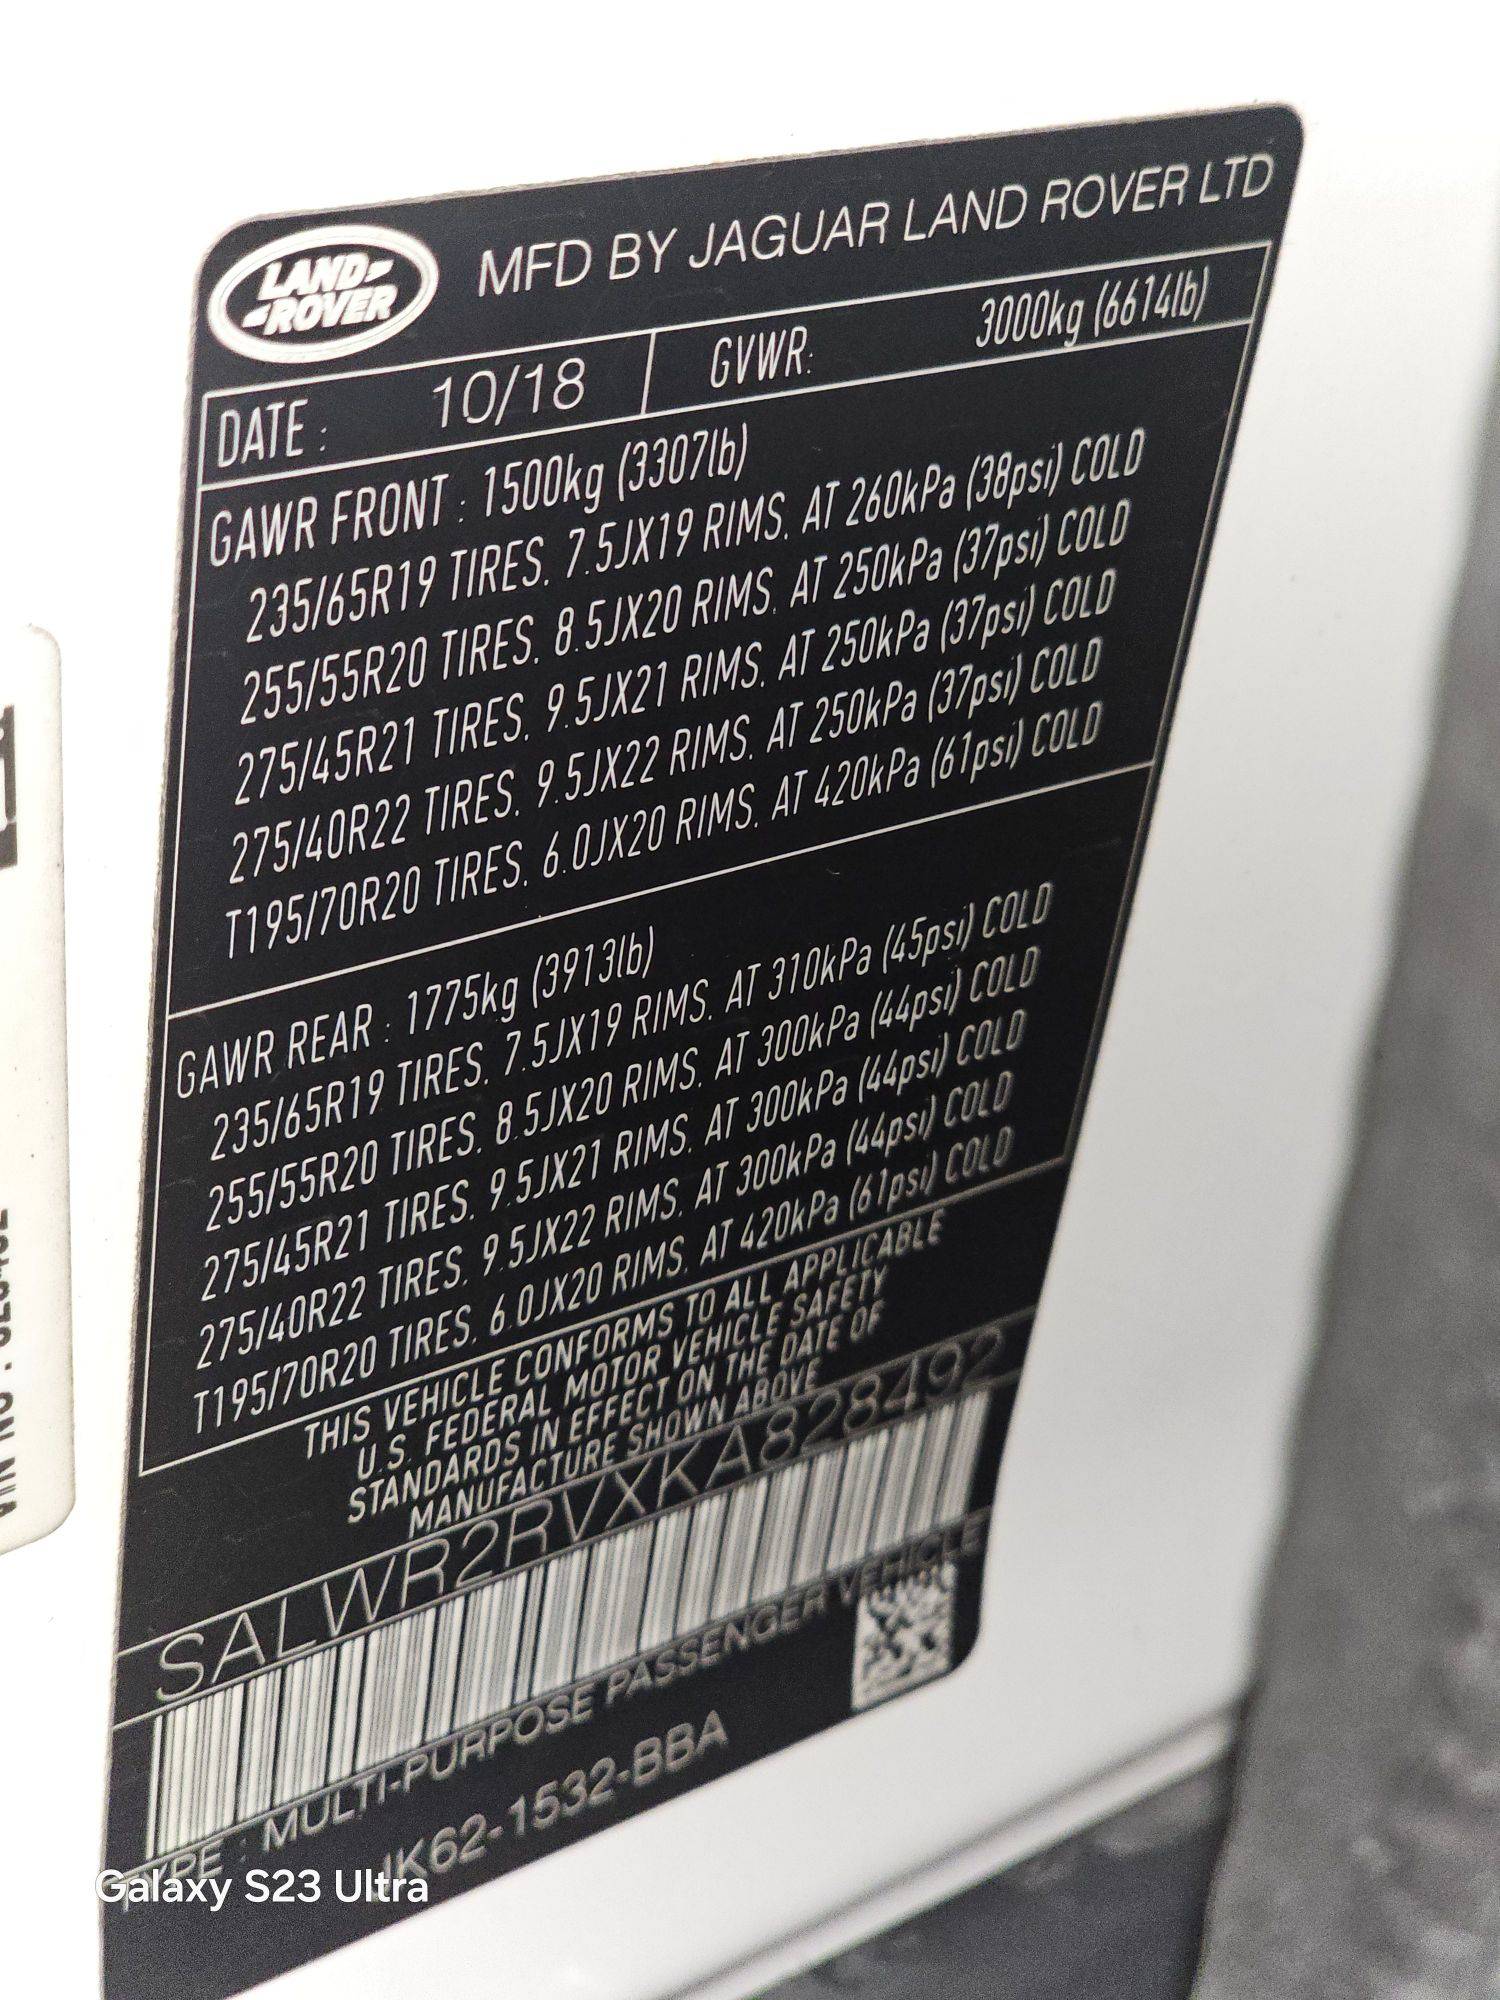 LAND-
-ROVER
MFD BY JAGUAR LAND ROVER LTD
DATE : 10/18 GVWR: 3000kg (6614lb)
GAWR FRONT : 1500kg (3307lb)
235/65R19 TIRES. 7.5JX19 RIMS. AT 260kPa (38psi) COLD
255/55R20 TIRES. 8.5JX20 RIMS. AT 250kPa (37psi) COLD
275/45R21 TIRES. 9.5JX21 RIMS. AT 250kPa (37psi) COLD
275/40R22 TIRES. 9.5JX22 RIMS. AT 250kPa (37psi) COLD
T195/70R20 TIRES. 6.0JX20 RIMS. AT 420kPa (61psi) COLD
GAWR REAR : 1775kg (3913lb)
235/65R19 TIRES. 7.5JX19 RIMS. AT 310kPa (45psi) COLD
255/55R20 TIRES. 8.5JX20 RIMS. AT 300kPa (44psi) COLD
275/45R21 TIRES. 9.5JX21 RIMS. AT 300kPa (44psi) COLD
275/40R22 TIRES. 9.5JX22 RIMS. AT 300kPa (44psi) COLD
T195/70R20 TIRES. 6.0JX20 RIMS. AT 420kPa (61psi) COLD
THIS VEHICLE CONFORMS TO ALL APPLICABLE
U.S. FEDERAL MOTOR VEHICLE SAFETY
STANDARDS IN EFFECT ON THE DATE OF
MANUFACTURE SHOWN ABOVE
SALWR2RVXKA828492
TYPE : MULTI-PURPOSE PASSENGER VEHICLE
JK62-1532-BBA
VIN NO :
Galaxy S23 Ultra